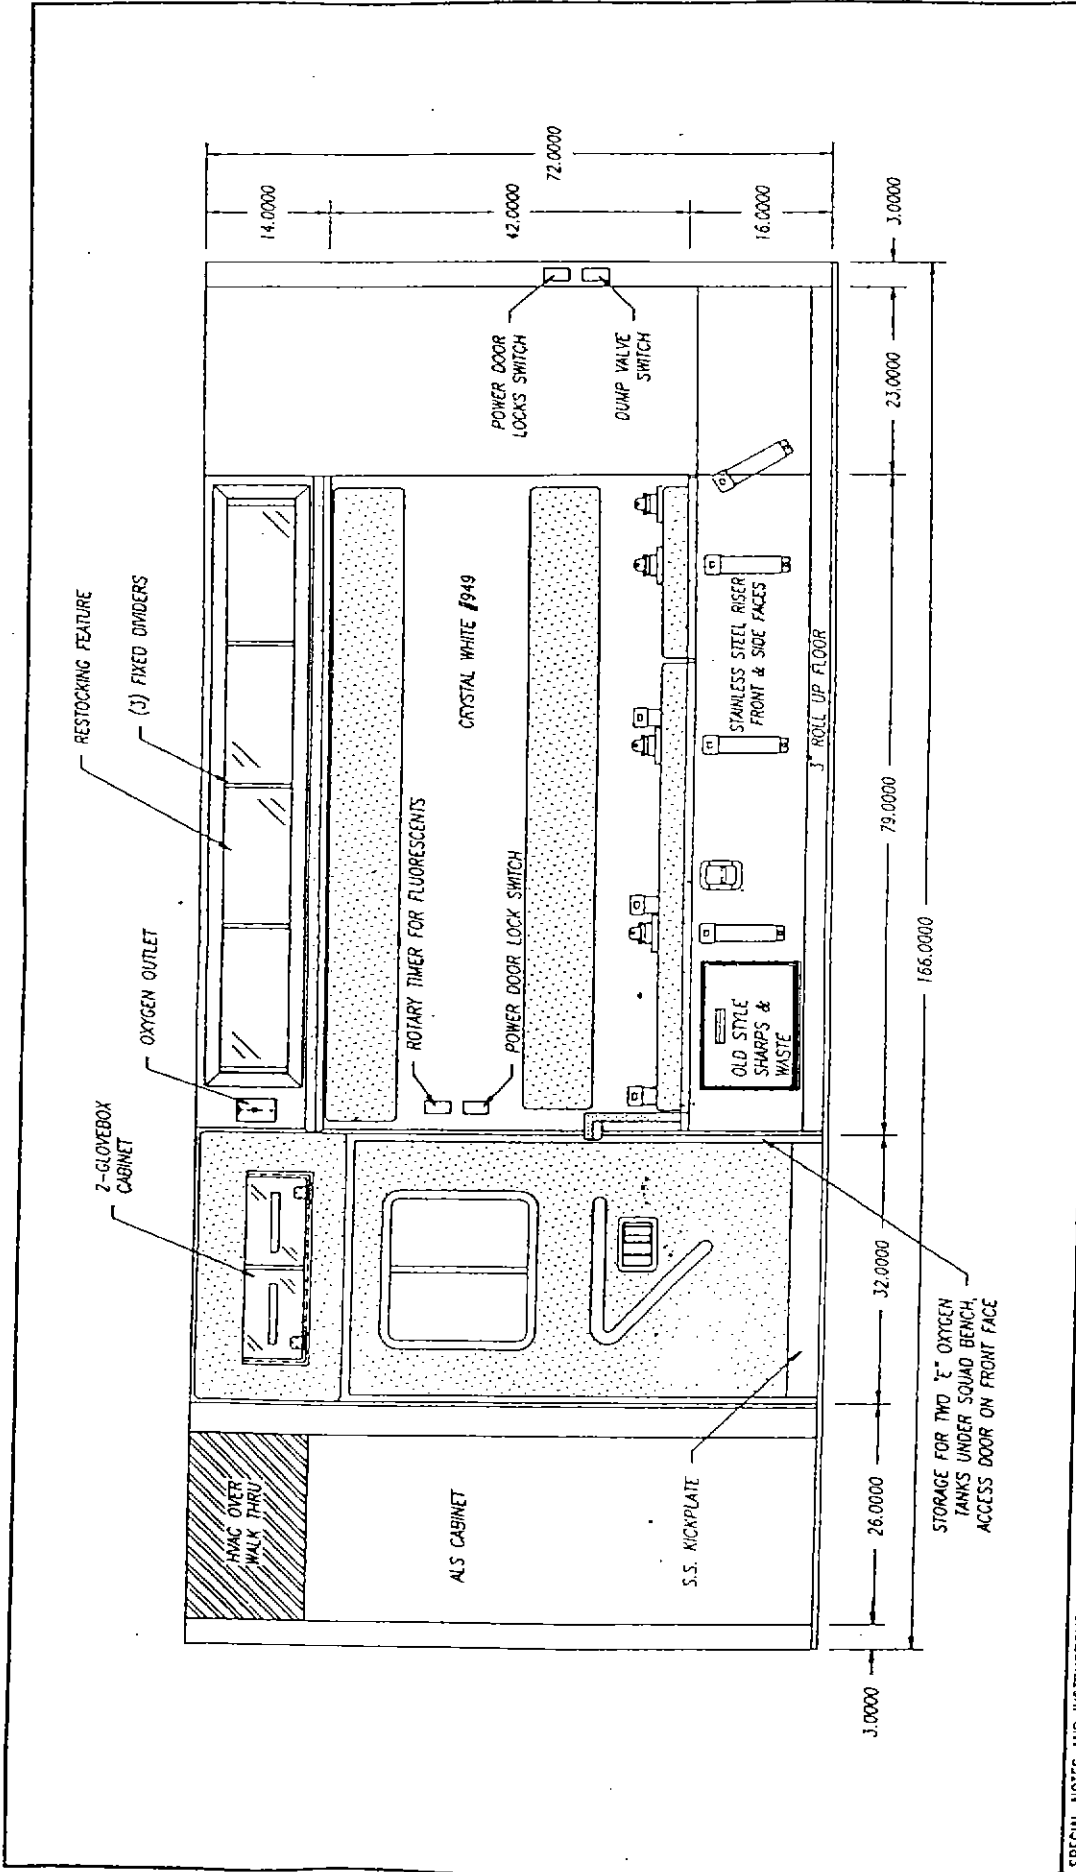 RESTOCKING FEATURE
(3) FIXED DIVIDERS
OXYGEN OUTLET
2-GLOVEBOX
CABINET
14.0000
42.0000
16.0000
72.0000
HVAC OVER
WALK THRU
ROTARY TIMER FOR FLUORESCENTS
CRYSTAL WHITE #949
POWER DOOR
LOCKS SWITCH
DUMP VALVE
SWITCH
ALS CABINET
POWER DOOR LOCK SWITCH
S.S. KICKPLATE
OLD STYLE
SHARPS &
WASTE
STAINLESS STEEL RISER
FRONT & SIDE FACES
3" ROLL UP FLOOR
3.0000
26.0000
32.0000
79.0000
23.0000
3.0000
166.0000
STORAGE FOR TWO "E" OXYGEN
TANKS UNDER SQUAD BENCH,
ACCESS DOOR ON FRONT FACE
SPECIAL NOTES AND